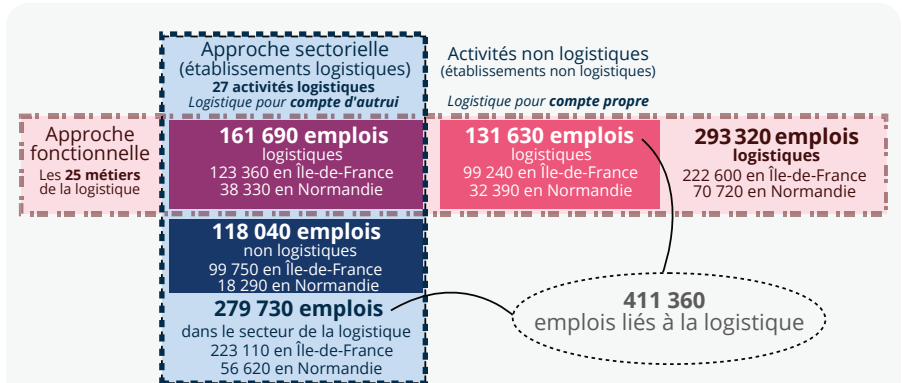 Approche sectorielle
(établissements logistiques)
27 activités logistiques
Logistique pour compte d'autrui
Activités non logistiques
(établissements non logistiques)
Logistique pour compte propre
Approche
fonctionnelle
Les 25 métiers
de la logistique
161 690 emplois
logistiques
123 360 en Île-de-France
38 330 en Normandie
131 630 emplois
logistiques
99 240 en Île-de-France
32 390 en Normandie
293 320 emplois
logistiques
222 600 en Île-de-France
70 720 en Normandie
118 040 emplois
non logistiques
99 750 en Île-de-France
18 290 en Normandie
279 730 emplois
dans le secteur de la logistique
223 110 en Île-de-France
56 620 en Normandie
411 360
emplois liés à la logistique